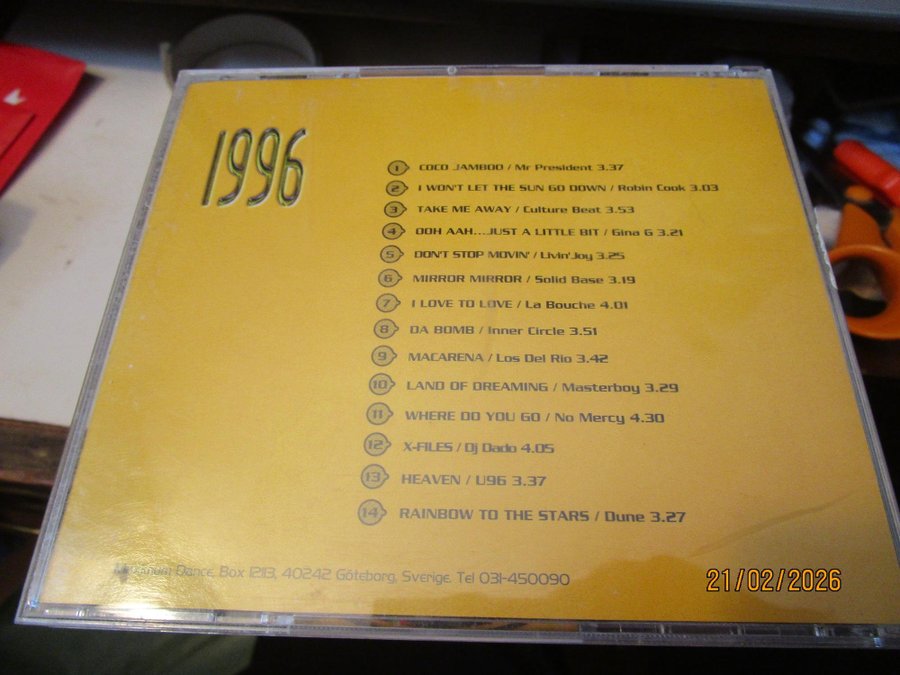 1996
1 COCO JAMBOO / Mr President 3.37
2 I WON'T LET THE SUN GO DOWN / Robin Cook 3.03
3 TAKE ME AWAY / Culture Beat 3.53
4 OOH AAH...JUST A LITTLE BIT / Gina G 3.21
5 DON'T STOP MOVIN' / Livin'Joy 3.25
6 MIRROR MIRROR / Solid Base 3.19
7 I LOVE TO LOVE / La Bouche 4.01
8 DA BOMB / Inner Circle 3.51
9 MACARENA / Los Del Rio 3.42
10 LAND OF DREAMING / Masterboy 3.29
11 WHERE DO YOU GO / No Mercy 4.30
12 X-FILES / Dj Dado 4.05
13 HEAVEN / U96 3.37
14 RAINBOW TO THE STARS / Dune 3.27
Dance, Box 12113, 40242 Göteborg, Sverige. Tel 031-450090
21/02/2026